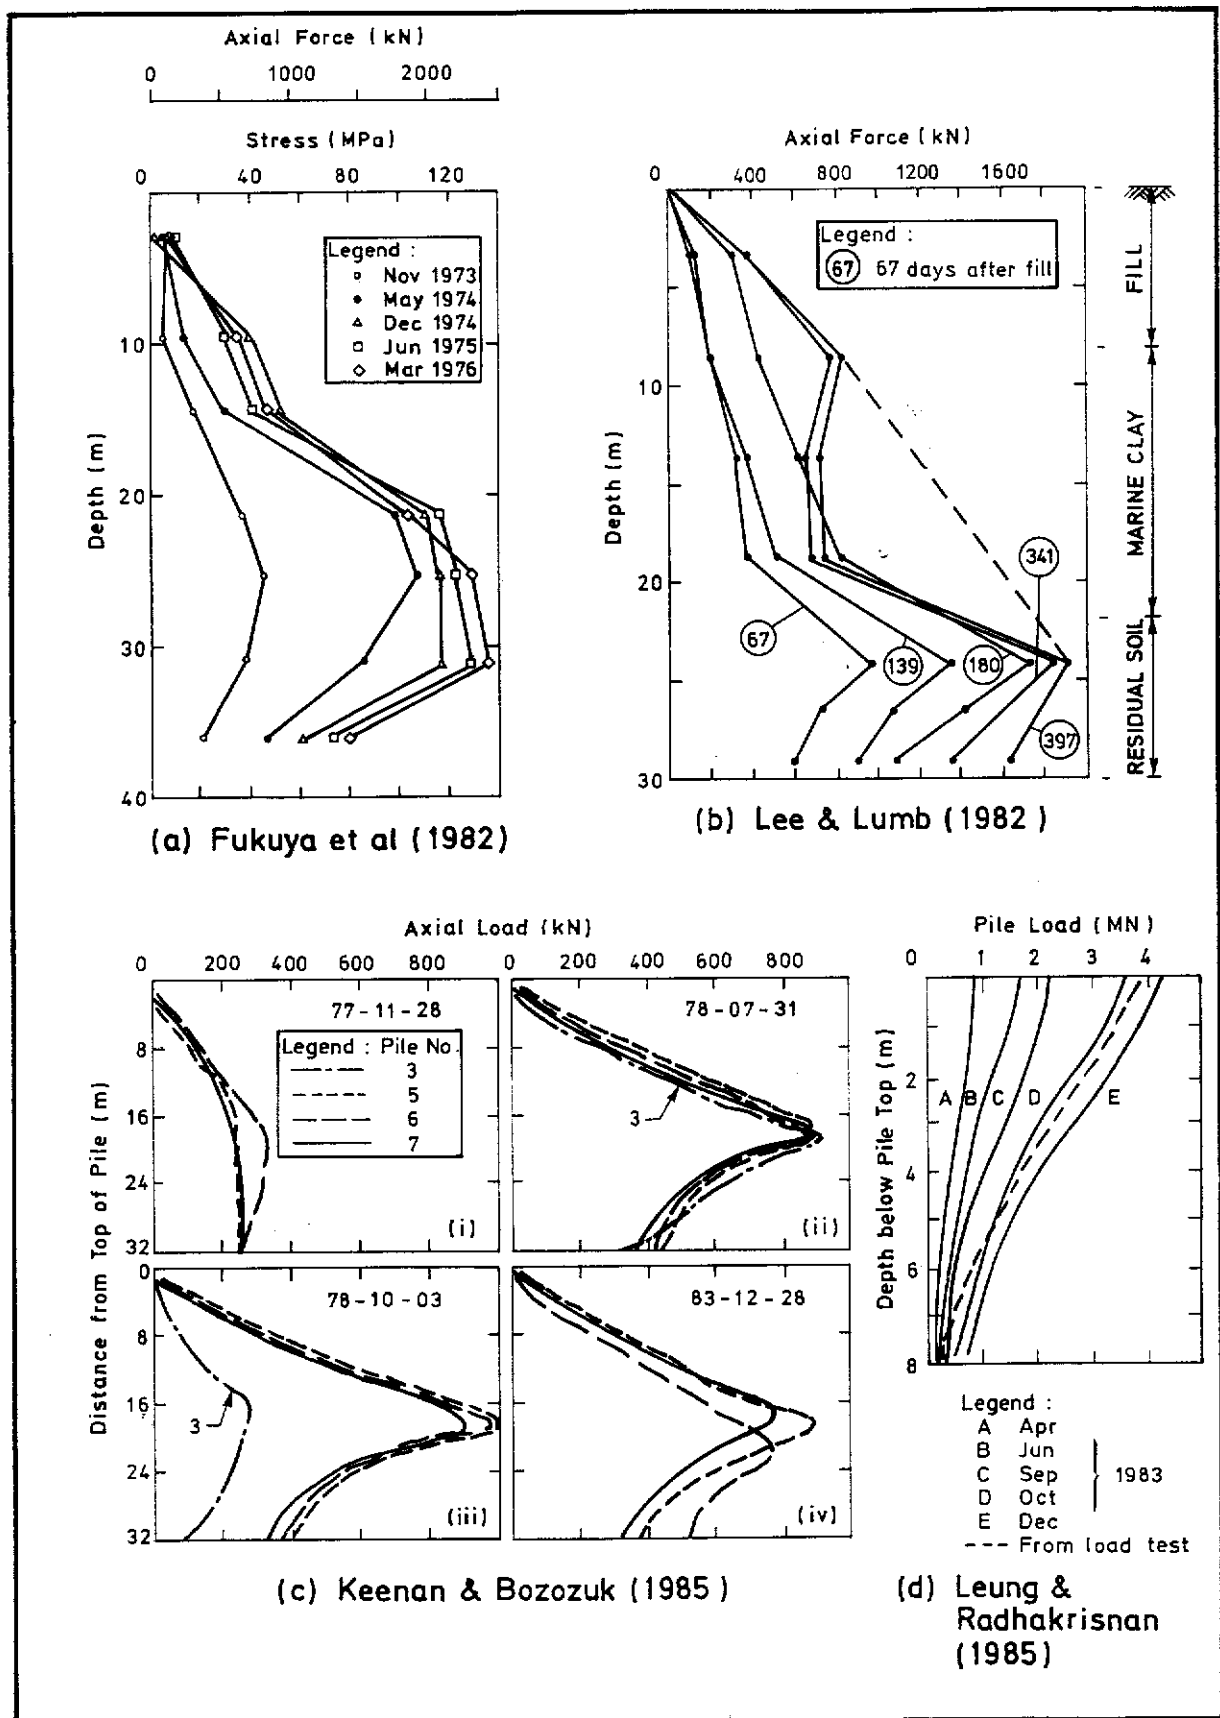 Axial Force (kN)
0 1000 2000
Stress (MPa)
0 40 80 120
0
10
20
30
40
Depth (m)
Legend :
Nov 1973
May 1974
Dec 1974
Jun 1975
Mar 1976
(a) Fukuya et al (1982)
Axial Force (kN)
0 400 800 1200 1600
0
10
20
30
Depth (m)
Legend :
67 67 days after fill
67
139
180
341
397
FILL
MARINE CLAY
RESIDUAL SOIL
(b) Lee & Lumb (1982)
Axial Load (kN)
0 200 400 600 800
0 200 400 600 800
Distance from Top of Pile (m)
8
16
24
32
77-11-28
Legend : Pile No.
3
5
6
7
(i)
78-07-31
3
(ii)
0
8
16
24
32
78-10-03
3
(iii)
83-12-28
(iv)
(c) Keenan & Bozozuk (1985)
Pile Load (MN)
0 1 2 3 4
Depth below Pile Top (m)
2
4
6
8
A B C D E
Legend :
A Apr
B Jun
C Sep
D Oct
E Dec
1983
--- From load test
(d) Leung &
Radhakrisnan
(1985)